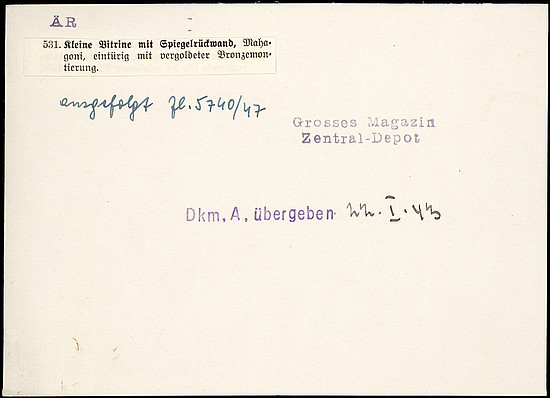 ÄR
531. Kleine Vitrine mit Spiegelrückwand, Maha-
goni, eintürig mit vergoldeter Bronzemon-
tierung.
ausgefolgt Zl. 5740/47
Grosses Magazin
Zentral-Depot
Dkm. A. übergeben 22. I. 43